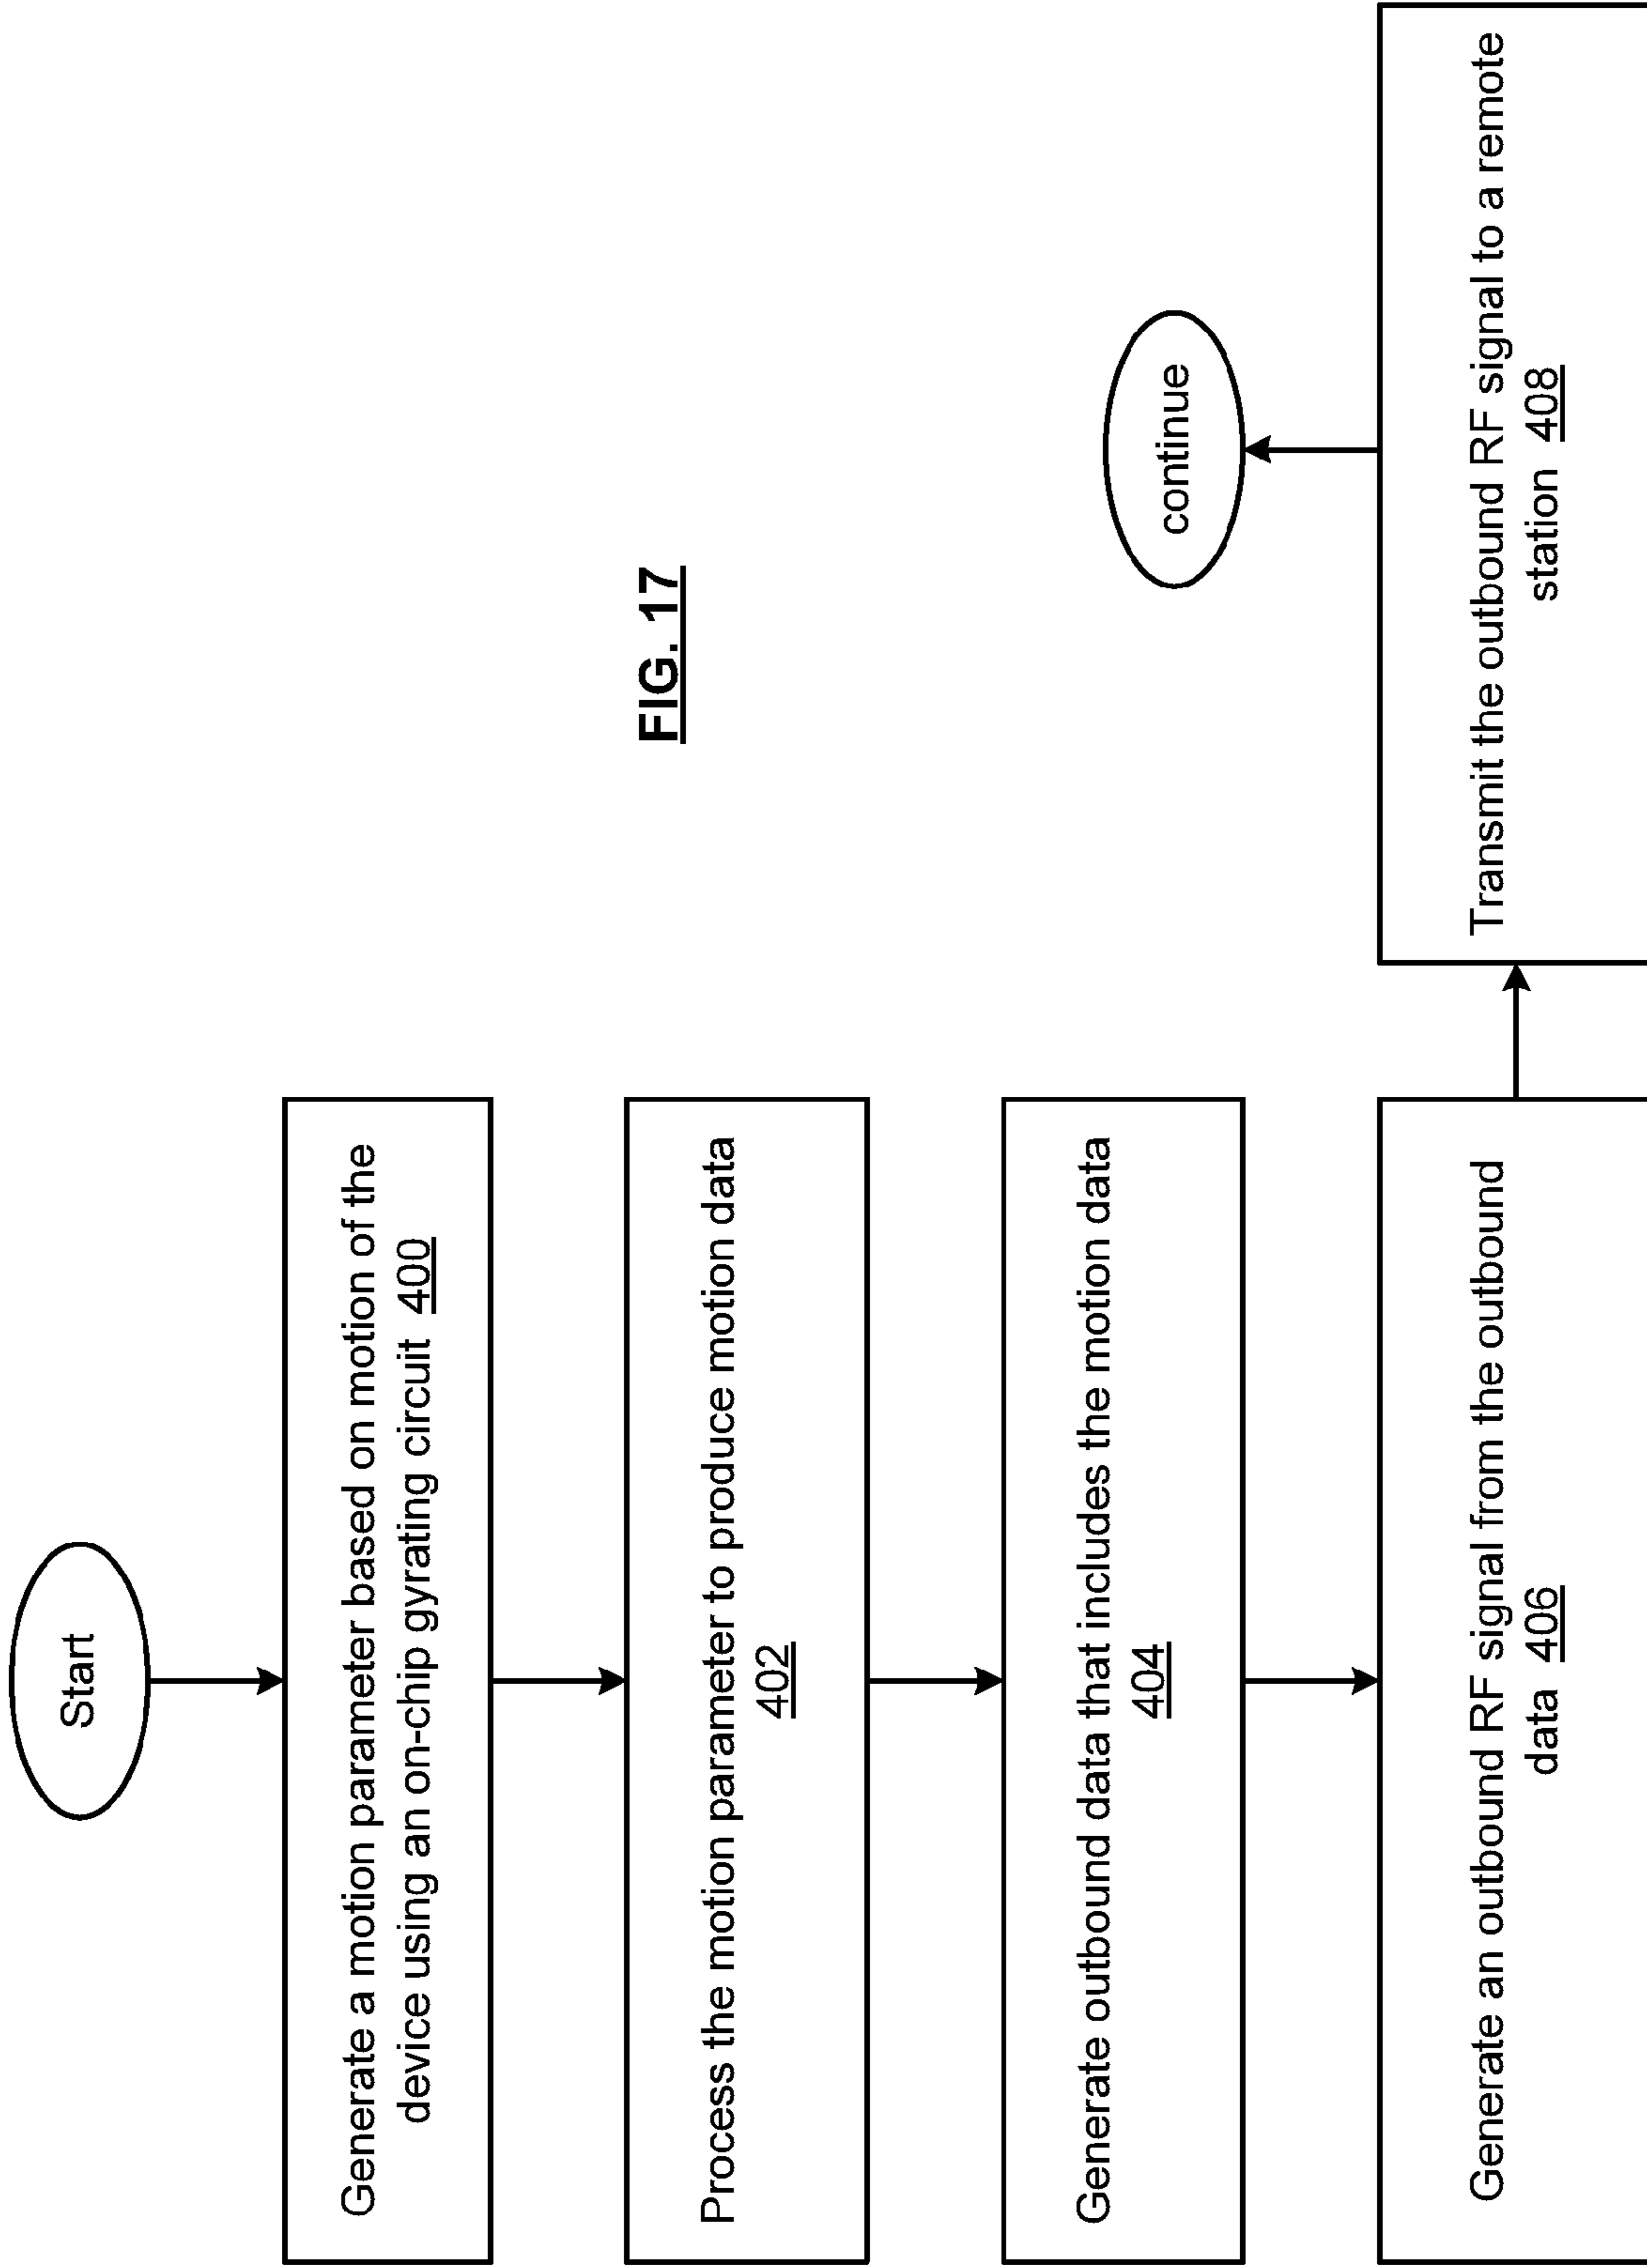 Start
Generate a motion parameter based on motion of the
device using an on-chip gyrating circuit 400
Process the motion parameter to produce motion data
402
Generate outbound data that includes the motion data
404
Generate an outbound RF signal from the outbound
data 406
Transmit the outbound RF signal to a remote
station 408
continue
FIG. 17